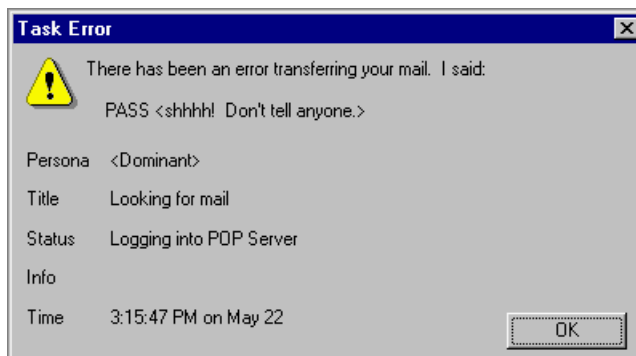 Task Error
There has been an error transferring your mail.  I said:
PASS <shhhh!  Don't tell anyone.>
Persona <Dominant>
Title Looking for mail
Status Logging into POP Server
Info
Time 3:15:47 PM on May 22
OK